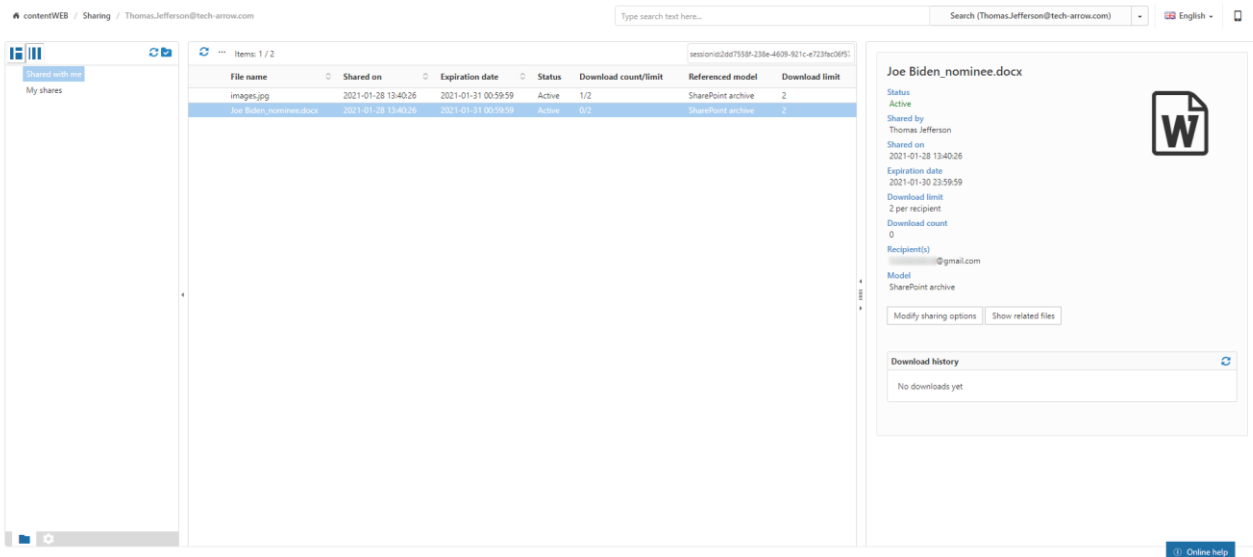 contentWEB / Sharing / Thomas.Jefferson@tech-arrow.com
Type search text here...
Search (Thomas.Jefferson@tech-arrow.com)
English
Shared with me
My shares
Items: 1 / 2
File name Shared on Expiration date Status Download count/limit Referenced model Download limit
images.jpg 2021-01-28 13:40:26 2021-01-31 00:59:59 Active 1/2 SharePoint archive 2
Joe Biden_nominee.docx 2021-01-28 13:40:26 2021-01-31 00:59:59 Active 0/2 SharePoint archive 2
Joe Biden_nominee.docx
Status
Active
Shared by
Thomas Jefferson
Shared on
2021-01-28 13:40:26
Expiration date
2021-01-30 23:59:59
Download limit
2 per recipient
Download count
0
Recipient(s)
@gmail.com
Model
SharePoint archive
Modify sharing options Show related files
Download history
No downloads yet
Online help
W